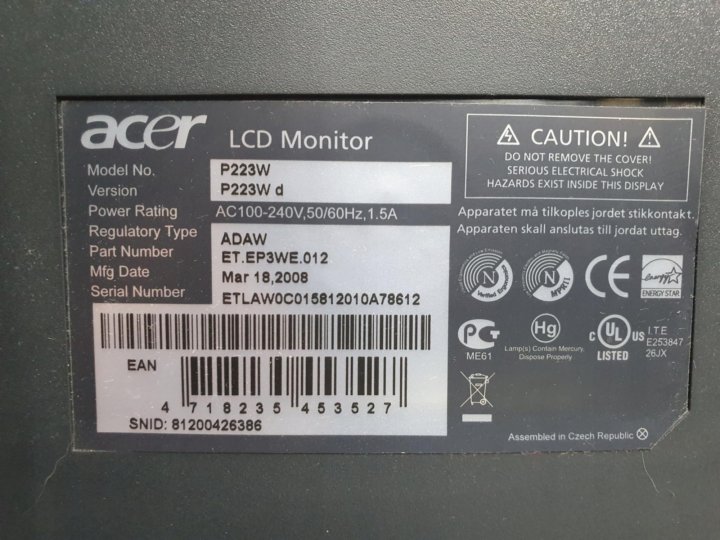 acer LCD Monitor
Model No. P223W
Version P223W d
Power Rating AC100-240V,50/60Hz,1.5A
Regulatory Type ADAW
Part Number ET.EP3WE.012
Mfg Date Mar 18,2008
Serial Number ETLAW0C015812010A78612
EAN
4 718235 453527
SNID: 81200426386
CAUTION!
DO NOT REMOVE THE COVER!
SERIOUS ELECTRICAL SHOCK
HAZARDS EXIST INSIDE THIS DISPLAY
Apparatet må tilkoples jordet stikkontakt.
Apparaten skall anslutas till jordat uttag.
N
N
MPRII
CE
energy
ENERGY STAR
PC
ME61
Hg
Lamp(s) Contain Mercury,
Dispose Properly
C UL US
LISTED
I.T.E
E253847
26JX
Assembled in Czech Republic